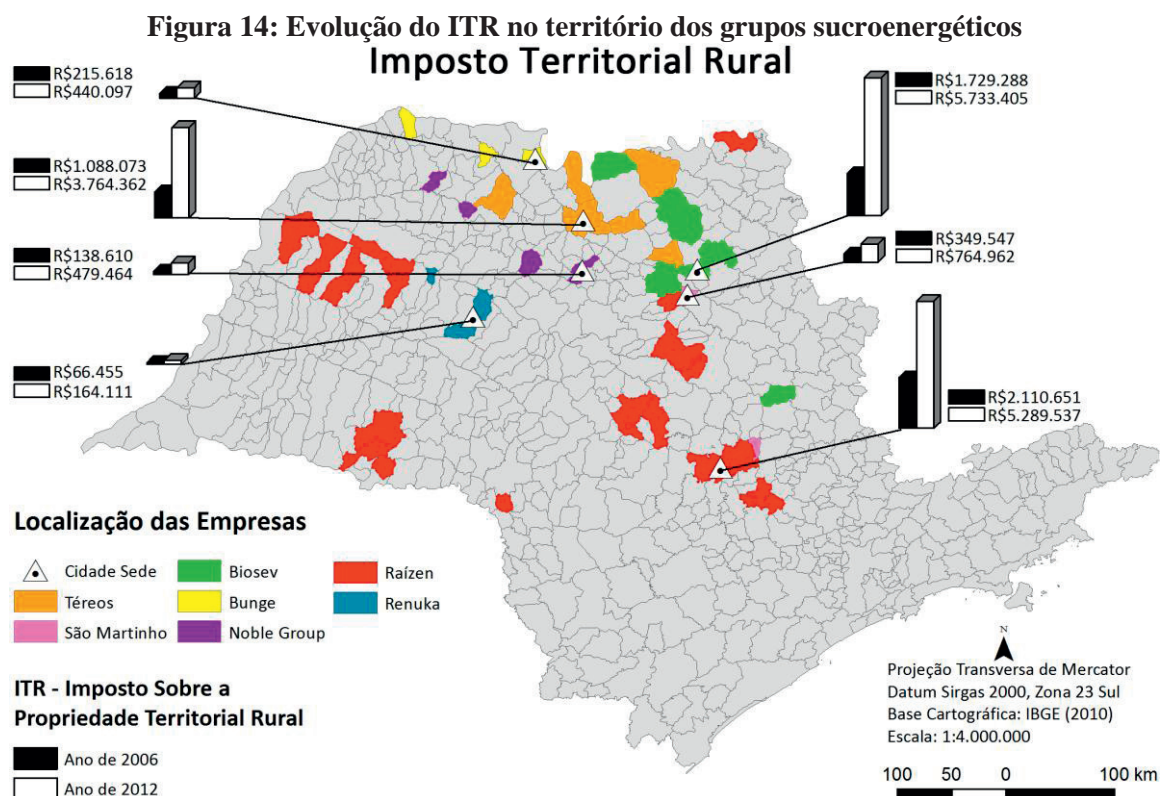 Figura 14: Evolução do ITR no território dos grupos sucroenergéticos
Imposto Territorial Rural
R$215.618
R$440.097
R$1.088.073
R$3.764.362
R$138.610
R$479.464
R$66.455
R$164.111
R$1.729.288
R$5.733.405
R$349.547
R$764.962
R$2.110.651
R$5.289.537
Localização das Empresas
Cidade Sede
Biosev
Raízen
Téreos
Bunge
Renuka
São Martinho
Noble Group
ITR - Imposto Sobre a
Propriedade Territorial Rural
Ano de 2006
Ano de 2012
N
Projeção Transversa de Mercator
Datum Sirgas 2000, Zona 23 Sul
Base Cartográfica: IBGE (2010)
Escala: 1:4.000.000
100 50 0 100 km